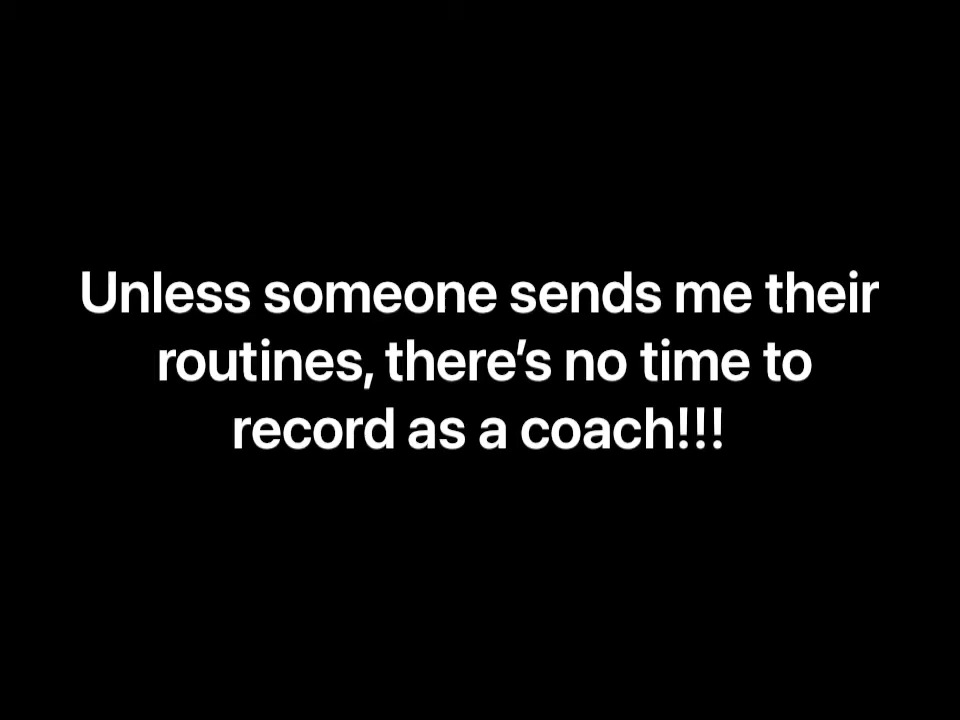 Unless someone sends me their
routines, there’s no time to
record as a coach!!!